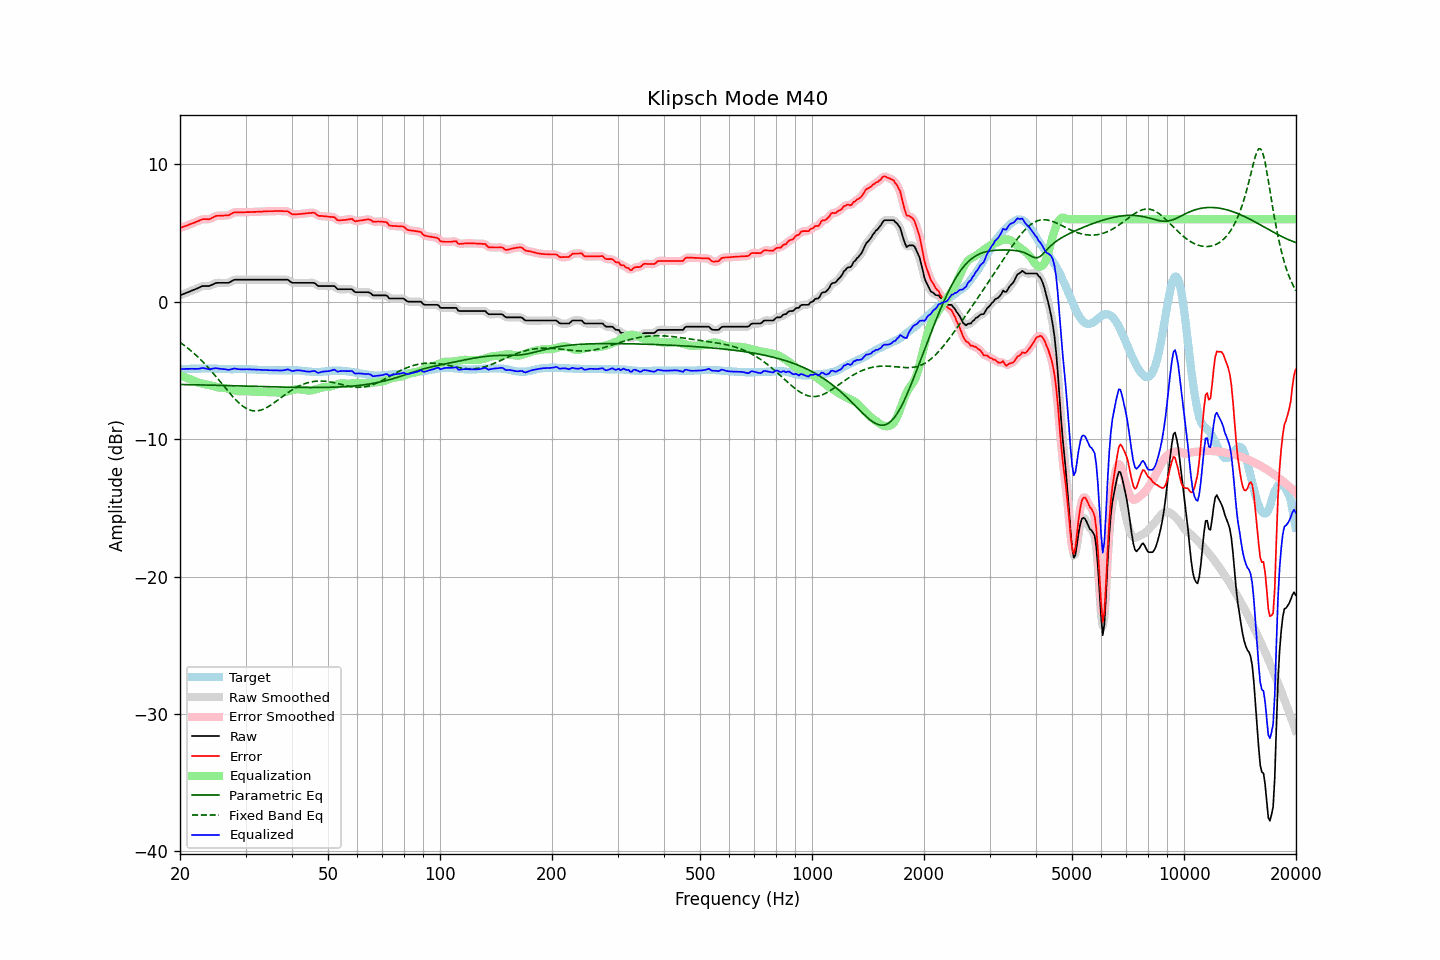 Klipsch Mode M40
Amplitude (dBr)
10
0
−10
−20
−30
−40
Target
Raw Smoothed
Error Smoothed
Raw
Error
Equalization
Parametric Eq
Fixed Band Eq
Equalized
20 50 100 200 500 1000 2000 5000 10000 20000
Frequency (Hz)